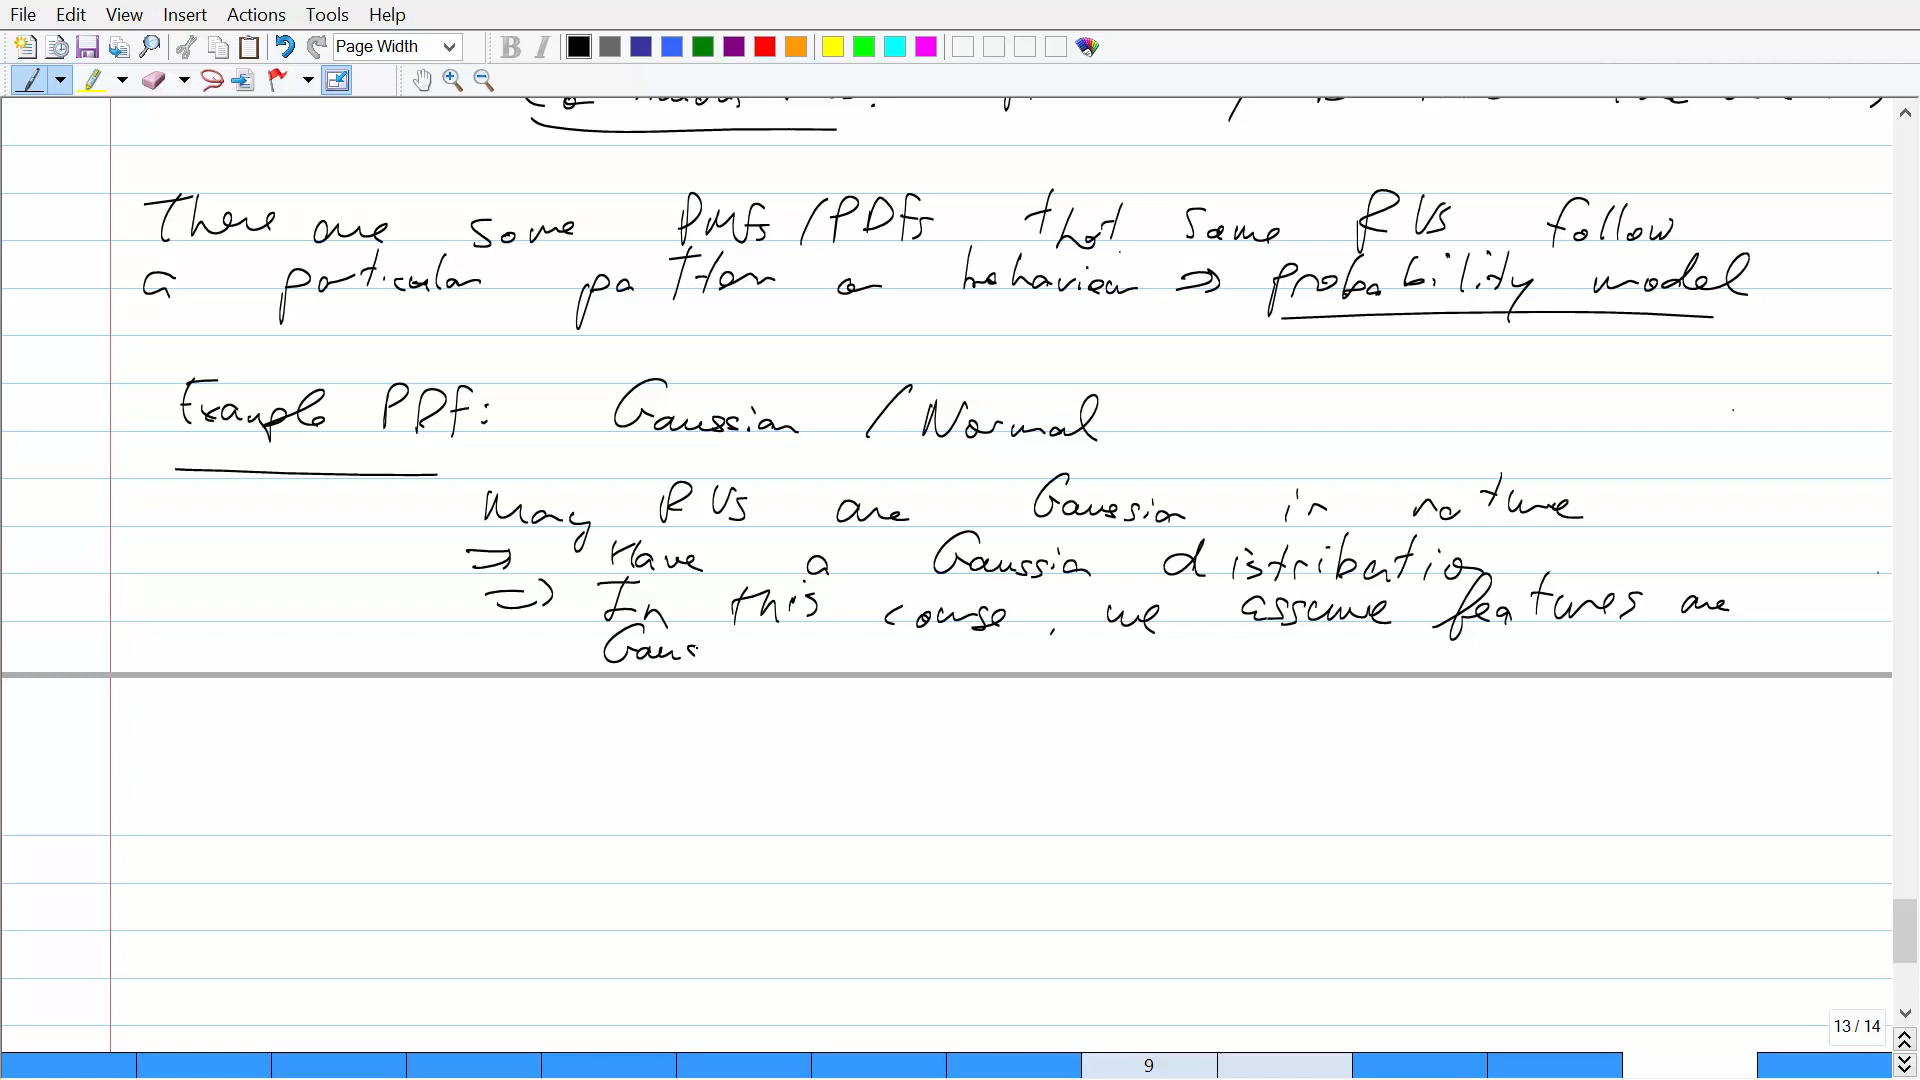 File Edit View Insert Actions Tools Help
Page Width
B I
There are some PMFs / PDFs that some RVs follow
a particular pattern or behavior => probability model
Example PDF: Gaussian / Normal
Many RVs are Gaussian in nature
=> Have a Gaussian distribution
=> In this course, we assume features are
Gaus
13 / 14
9